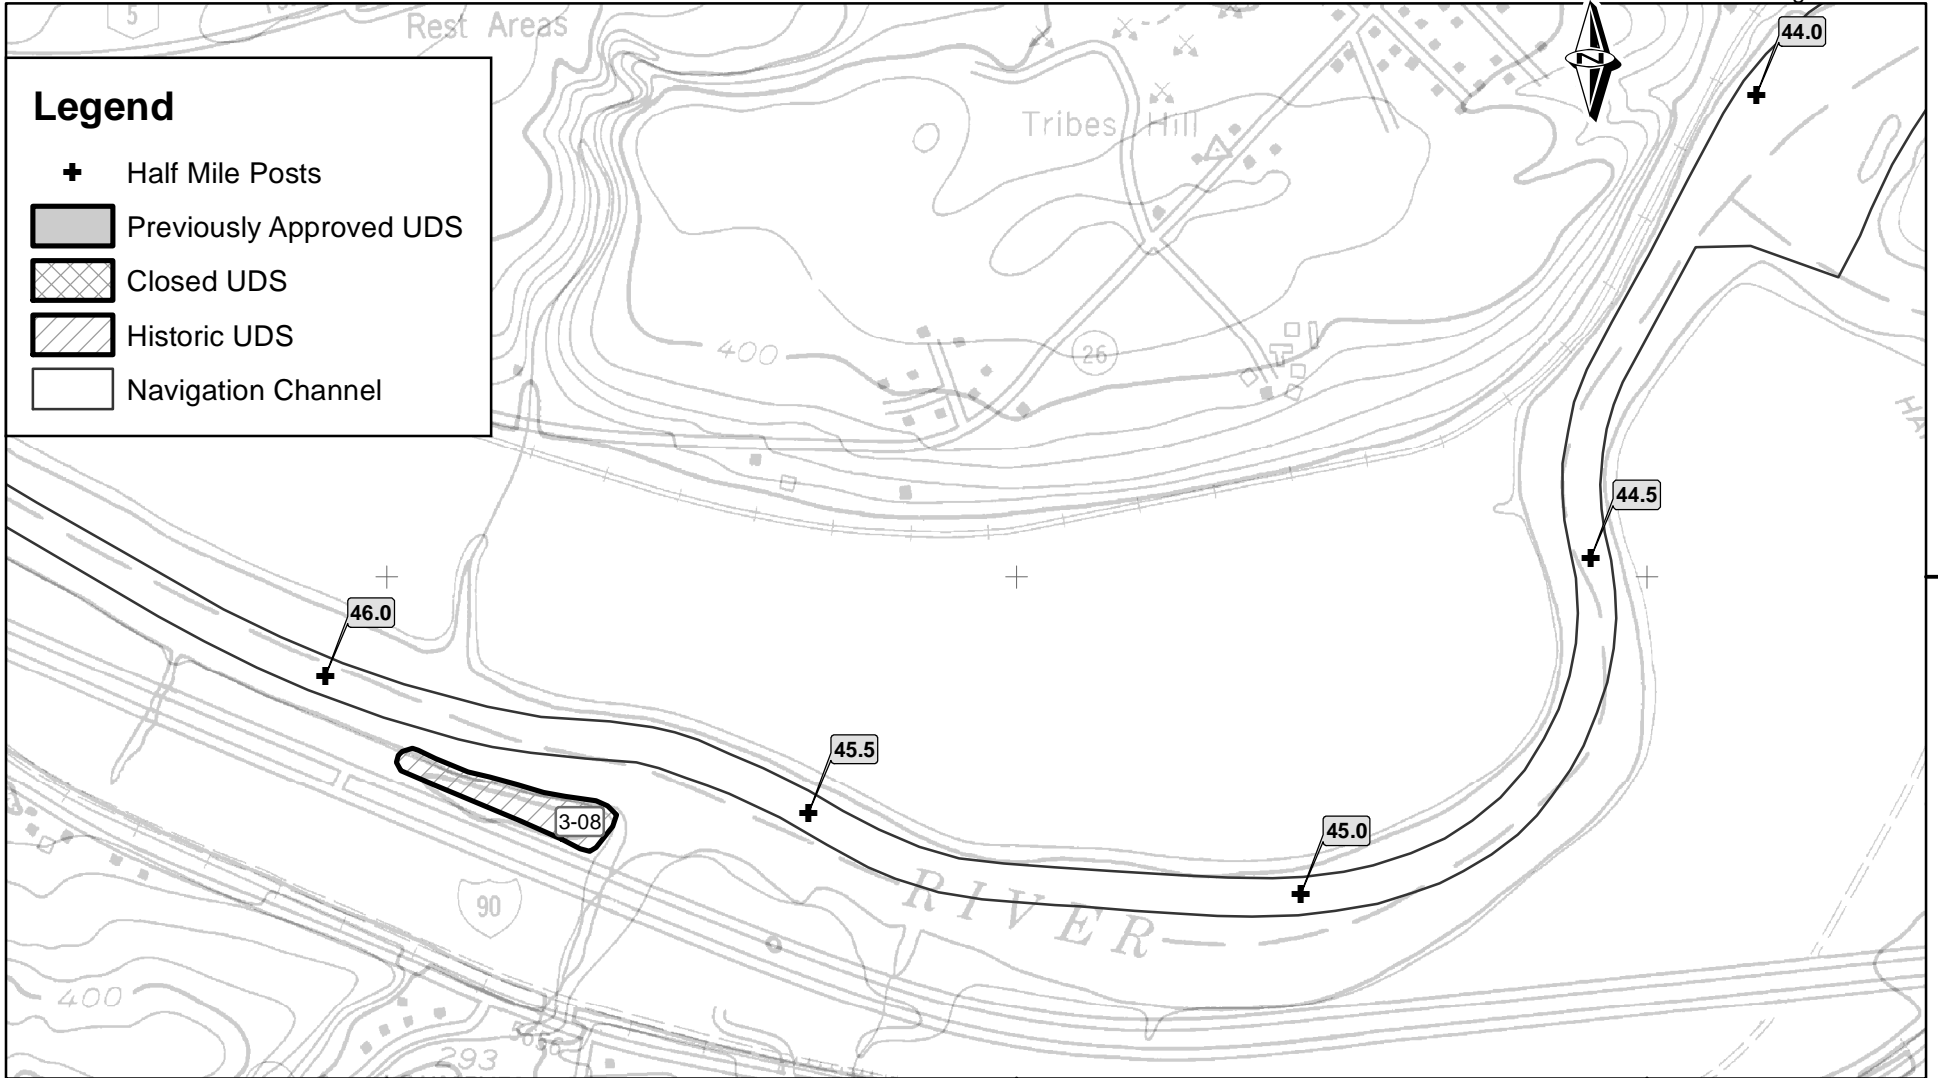 5
Rest Areas
44.0
N
Legend
Half Mile Posts
Previously Approved UDS
Closed UDS
Historic UDS
Navigation Channel
Tribes Hill
400
26
44.5
46.0
45.5
45.0
3-08
90
RIVER
400
293